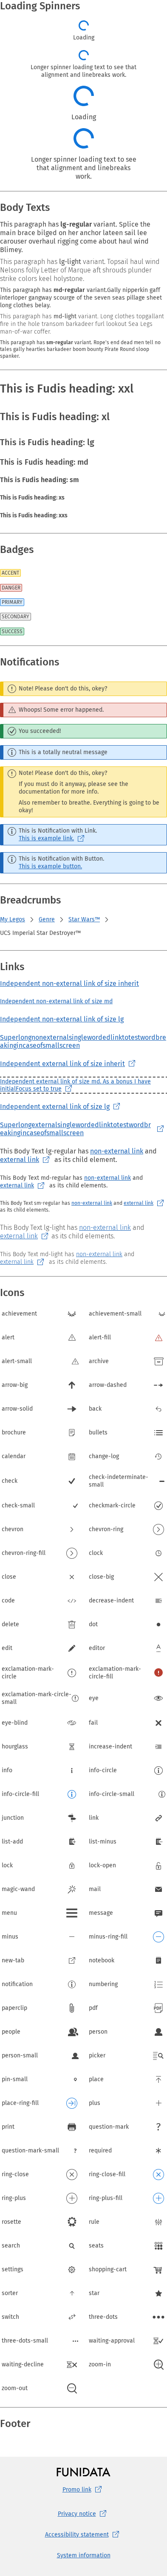 Loading Spinners
Loading
Longer spinner loading text to see that
alignment and linebreaks work.
Loading
Longer spinner loading text to see
that alignment and linebreaks
work.
Body Texts
This paragraph has lg-regular variant. Splice the
main brace bilged on her anchor lateen sail tack
carouser overhaul rigging come about haul wind
Blimey.
This paragraph has lg-light variant. Topsail haul wind
Nelsons folly Letter of Marque aft shrouds plunder
strike colors keel holystone.
This paragraph has md-regular variant.Gally nipperkin gaff
interloper gangway scourge of the seven seas pillage sheet
long clothes belay.
This paragraph has md-light variant. Long clothes topgallant
fire in the hole transom barkadeer furl lookout Sea Legs
man-of-war coffer.
This paragraph has sm-regular variant. Rope's end dead men tell no
tales gally hearties barkadeer bounty Pirate Round sloop
spanker.
This is Fudis heading: xxl
This is Fudis heading: xl
This is Fudis heading: lg
This is Fudis heading: md
This is Fudis heading: sm
This is Fudis heading: xs
This is Fudis heading: xxs
Badges
ACCENT
DANGER
PRIMARY
SECONDARY
SUCCESS
Notifications
Note! Please don't do this, okey?
Whoops! Some error happened.
You succeeded!
This is a totally neutral message
Note! Please don't do this, okey?
If you must do it anyway, please see the
documentation for more info.
Also remember to breathe. Everything is going to be
okay!
This is Notification with Link.
This is example link.
This is Notification with Button.
This is example button.
Breadcrumbs
My Legos
Genre
Star Wars™
UCS Imperial Star Destroyer™
Links
Independent non-external link of size inherit
Independent non-external link of size md
Independent non-external link of size lg
Superlongnonexternalsinglewordedlinktotestwordbre
akingincaseofsmallscreen
Independent external link of size inherit
Independent external link of size md. As a bonus I have
initialFocus set to true
Independent external link of size lg
Superlongexternalsinglewordedlinktotestwordbr
eakingincaseofsmallscreen
This is Body Text lg-regular and has non-external link and
external link as its children.
This is Body Text md-regular has non-external link and
external link as its children.
This is Body Text sm-regular has non-external link and external link
as its children.
This is Body Text lg-light has non-external link and
external link as its children.
This is Body Text md-light has non-external link and
external link as its children.
Icons
achievement
achievement-small
alert
alert-fill
alert-small
archive
arrow-big
arrow-dashed
arrow-solid
back
brochure
bullets
calendar
change-log
check
check-indeterminate-
small
check-small
checkmark-circle
chevron
chevron-ring
chevron-ring-fill
clock
close
close-big
code
decrease-indent
delete
dot
edit
editor
exclamation-mark-
circle
exclamation-mark-
circle-fill
exclamation-mark-circle-
small
eye
eye-blind
fail
hourglass
increase-indent
info
info-circle
info-circle-fill
info-circle-small
junction
link
list-add
list-minus
lock
lock-open
magic-wand
mail
menu
message
minus
minus-ring-fill
new-tab
notebook
notification
numbering
paperclip
pdf
people
person
person-small
picker
pin-small
place
place-ring-fill
plus
print
question-mark
question-mark-small
required
ring-close
ring-close-fill
ring-plus
ring-plus-fill
rosette
rule
search
seats
settings
shopping-cart
sorter
star
switch
three-dots
three-dots-small
waiting-approval
waiting-decline
zoom-in
zoom-out
Footer
FUNIDATA
Promo link
Privacy notice
Accessibility statement
System information